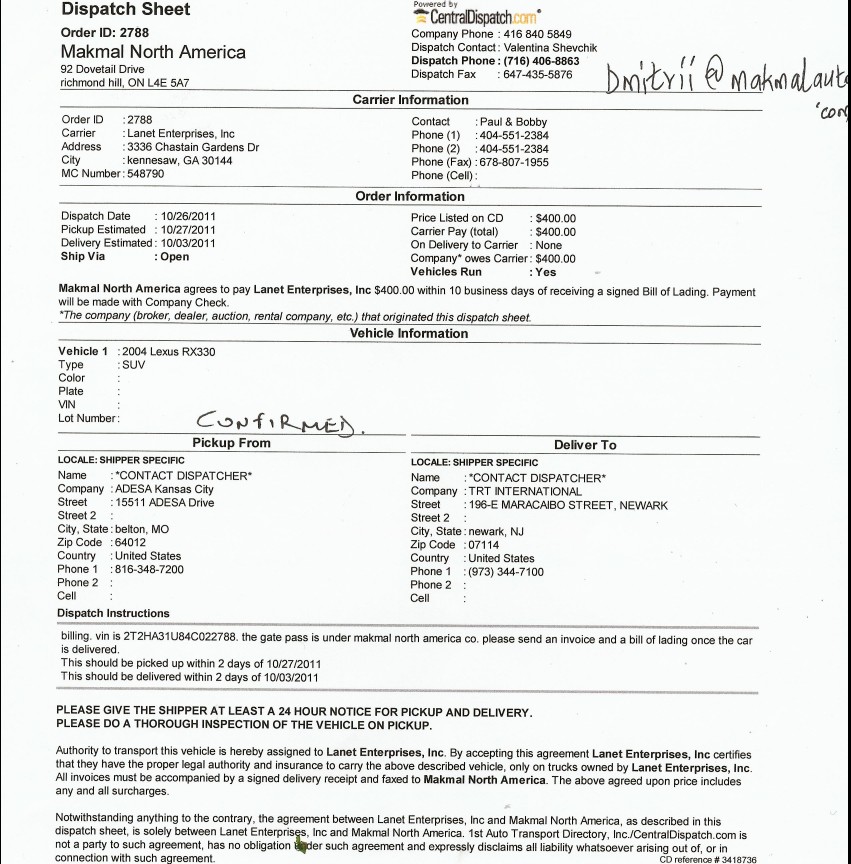 Dispatch Sheet
Order ID: 2788
Makmal North America
92 Dovetail Drive
richmond hill, ON L4E 5A7
Powered by
CentralDispatch.com
Company Phone : 416 840 5849
Dispatch Contact : Valentina Shevchik
Dispatch Phone : (716) 406-8863
Dispatch Fax : 647-435-5876
Dmitrii@makmalauto
.com
Carrier Information
Order ID : 2788
Carrier : Lanet Enterprises, Inc
Address : 3336 Chastain Gardens Dr
City : kennesaw, GA 30144
MC Number : 548790
Contact : Paul & Bobby
Phone (1) : 404-551-2384
Phone (2) : 404-551-2384
Phone (Fax) : 678-807-1955
Phone (Cell) :
Order Information
Dispatch Date : 10/26/2011
Pickup Estimated : 10/27/2011
Delivery Estimated : 10/03/2011
Ship Via : Open
Price Listed on CD : $400.00
Carrier Pay (total) : $400.00
On Delivery to Carrier : None
Company* owes Carrier : $400.00
Vehicles Run : Yes
Makmal North America agrees to pay Lanet Enterprises, Inc $400.00 within 10 business days of receiving a signed Bill of Lading. Payment
will be made with Company Check.
*The company (broker, dealer, auction, rental company, etc.) that originated this dispatch sheet.
Vehicle Information
Vehicle 1 : 2004 Lexus RX330
Type : SUV
Color :
Plate :
VIN :
Lot Number :
CONFIRMED.
Pickup From
LOCALE: SHIPPER SPECIFIC
Name : *CONTACT DISPATCHER*
Company : ADESA Kansas City
Street : 15511 ADESA Drive
Street 2 :
City, State : belton, MO
Zip Code : 64012
Country : United States
Phone 1 : 816-348-7200
Phone 2 :
Cell :
Deliver To
LOCALE: SHIPPER SPECIFIC
Name : *CONTACT DISPATCHER*
Company : TRT INTERNATIONAL
Street : 196-E MARACAIBO STREET, NEWARK
Street 2 :
City, State : newark, NJ
Zip Code : 07114
Country : United States
Phone 1 : (973) 344-7100
Phone 2 :
Cell :
Dispatch Instructions
billing. vin is 2T2HA31U84C022788. the gate pass is under makmal north america co. please send an invoice and a bill of lading once the car
is delivered.
This should be picked up within 2 days of 10/27/2011
This should be delivered within 2 days of 10/03/2011
PLEASE GIVE THE SHIPPER AT LEAST A 24 HOUR NOTICE FOR PICKUP AND DELIVERY.
PLEASE DO A THOROUGH INSPECTION OF THE VEHICLE ON PICKUP.
Authority to transport this vehicle is hereby assigned to Lanet Enterprises, Inc. By accepting this agreement Lanet Enterprises, Inc certifies
that they have the proper legal authority and insurance to carry the above described vehicle, only on trucks owned by Lanet Enterprises, Inc.
All invoices must be accompanied by a signed delivery receipt and faxed to Makmal North America. The above agreed upon price includes
any and all surcharges.
Notwithstanding anything to the contrary, the agreement between Lanet Enterprises, Inc and Makmal North America, as described in this
dispatch sheet, is solely between Lanet Enterprises, Inc and Makmal North America. 1st Auto Transport Directory, Inc./CentralDispatch.com is
not a party to such agreement, has no obligation under such agreement and expressly disclaims all liability whatsoever arising out of, or in
connection with such agreement.
CD reference # 3418736